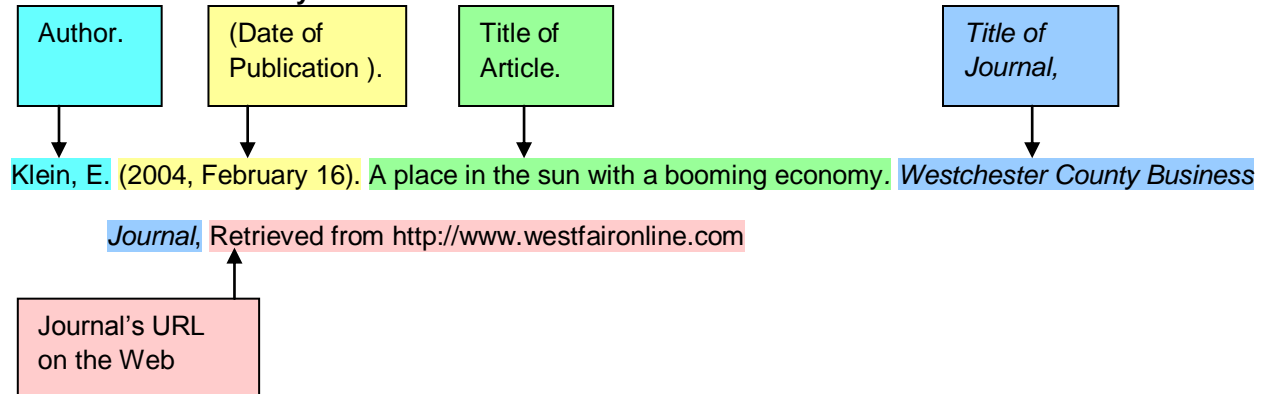 Author.
(Date of
Publication ).
Title of
Article.
Title of
Journal,
Klein, E. (2004, February 16). A place in the sun with a booming economy. Westchester County Business
Journal, Retrieved from http://www.westfaironline.com
Journal’s URL
on the Web